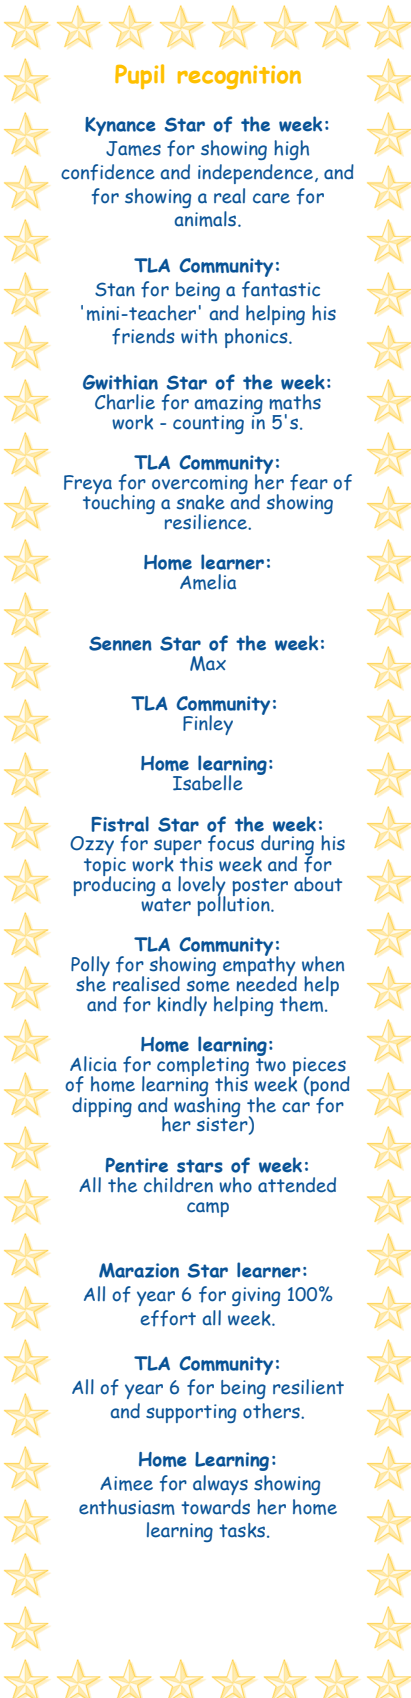 Pupil recognition
Kynance Star of the week:
James for showing high
confidence and independence, and
for showing a real care for
animals.
TLA Community:
Stan for being a fantastic
'mini-teacher' and helping his
friends with phonics.
Gwithian Star of the week:
Charlie for amazing maths
work - counting in 5's.
TLA Community:
Freya for overcoming her fear of
touching a snake and showing
resilience.
Home learner:
Amelia
Sennen Star of the week:
Max
TLA Community:
Finley
Home learning:
Isabelle
Fistral Star of the week:
Ozzy for super focus during his
topic work this week and for
producing a lovely poster about
water pollution.
TLA Community:
Polly for showing empathy when
she realised some needed help
and for kindly helping them.
Home learning:
Alicia for completing two pieces
of home learning this week (pond
dipping and washing the car for
her sister)
Pentire stars of week:
All the children who attended
camp
Marazion Star learner:
All of year 6 for giving 100%
effort all week.
TLA Community:
All of year 6 for being resilient
and supporting others.
Home Learning:
Aimee for always showing
enthusiasm towards her home
learning tasks.